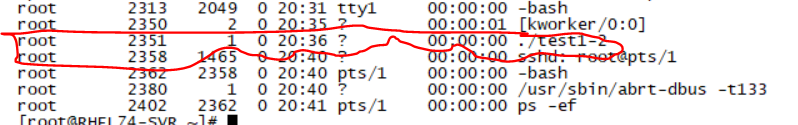 root 2313 2049 0 20:31 tty1 00:00:00 -bash
root 2350 2 0 20:35 ? 00:00:01 [kworker/0:0]
root 2351 1 0 20:36 ? 00:00:00 ./test1-2
root 2358 1465 0 20:40 ? 00:00:00 sshd: root@pts/1
root 2362 2358 0 20:40 pts/1 00:00:00 -bash
root 2380 1 0 20:40 ? 00:00:00 /usr/sbin/abrt-dbus -t133
root 2402 2362 0 20:41 pts/1 00:00:00 ps -ef
[root@RHEL74-SVR ~]#